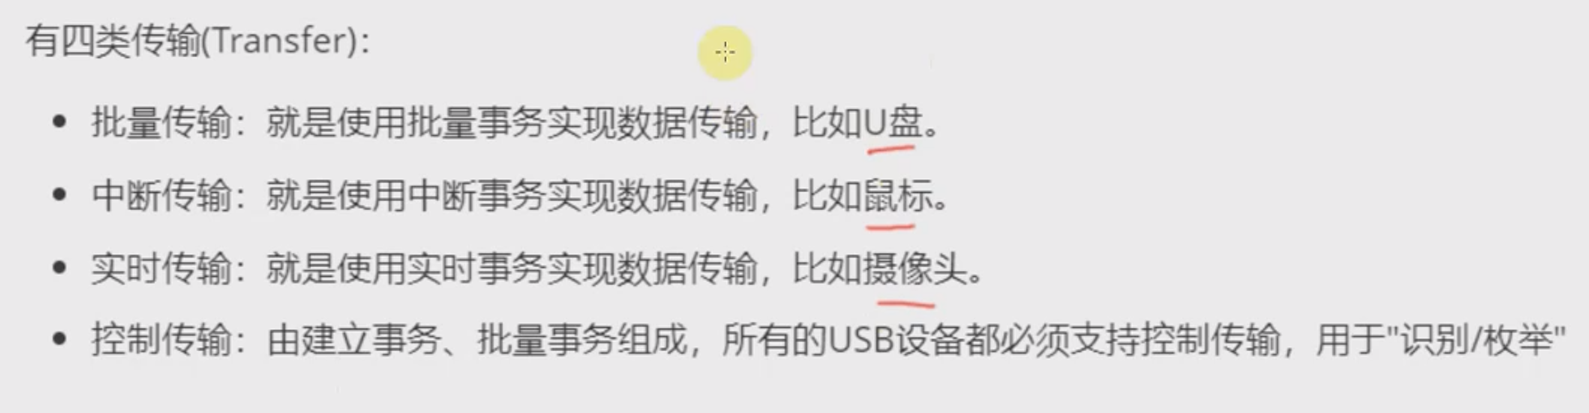 有四类传输(Transfer):
• 批量传输：就是使用批量事务实现数据传输，比如U盘。
• 中断传输：就是使用中断事务实现数据传输，比如鼠标。
• 实时传输：就是使用实时事务实现数据传输，比如摄像头。
• 控制传输：由建立事务、批量事务组成，所有的USB设备都必须支持控制传输，用于"识别/枚举"